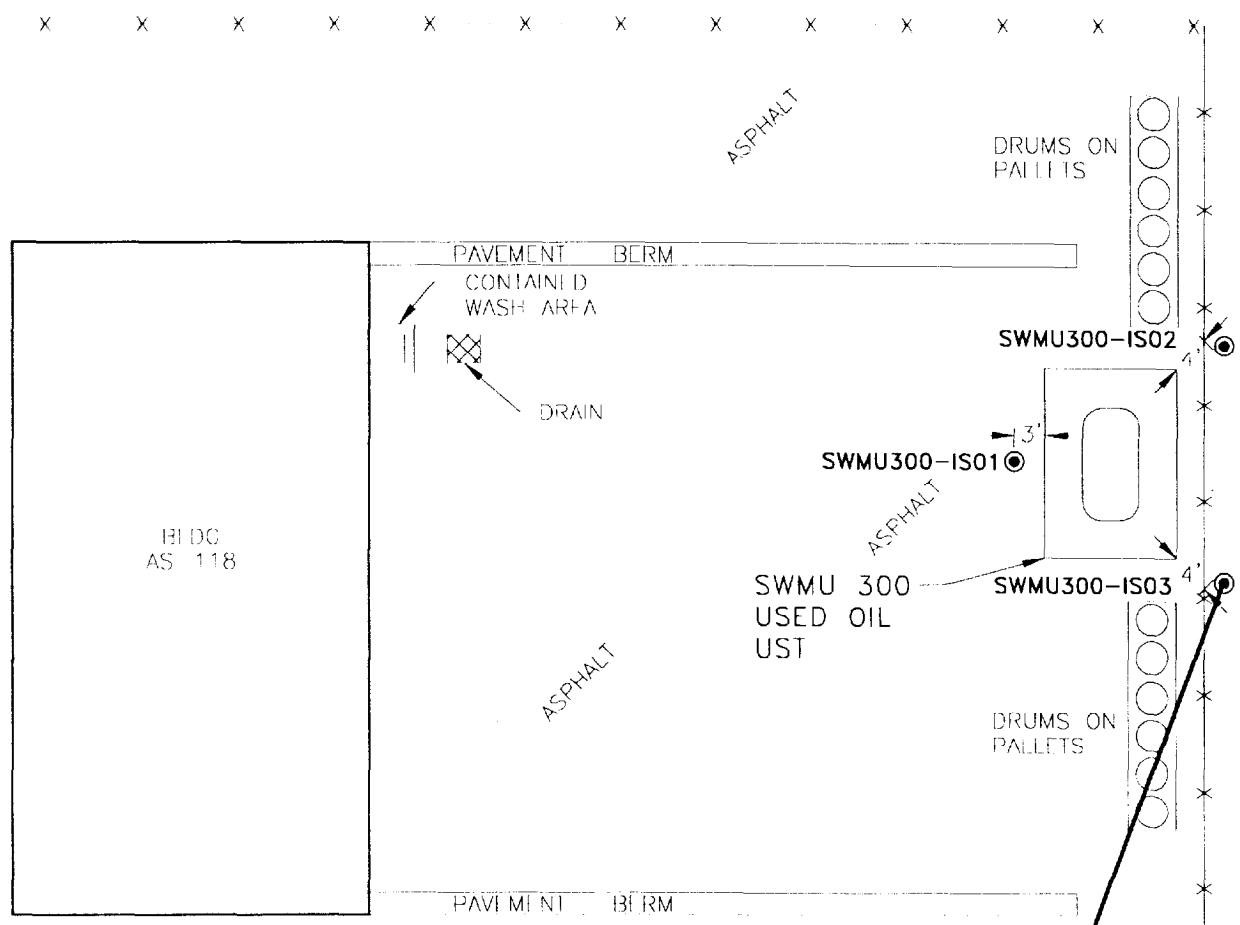 ASPHALT
DRUMS ON
PALLETS
PAVEMENT BERM
CONTAINED
WASH AREA
SWMU300-IS02
4'
DRAIN
3'
SWMU300-IS01
ASPHALT
BLDG
AS 118
SWMU 300
USED OIL
UST
SWMU300-IS03
4'
ASPHALT
DRUMS ON
PALLETS
PAVEMENT BERM